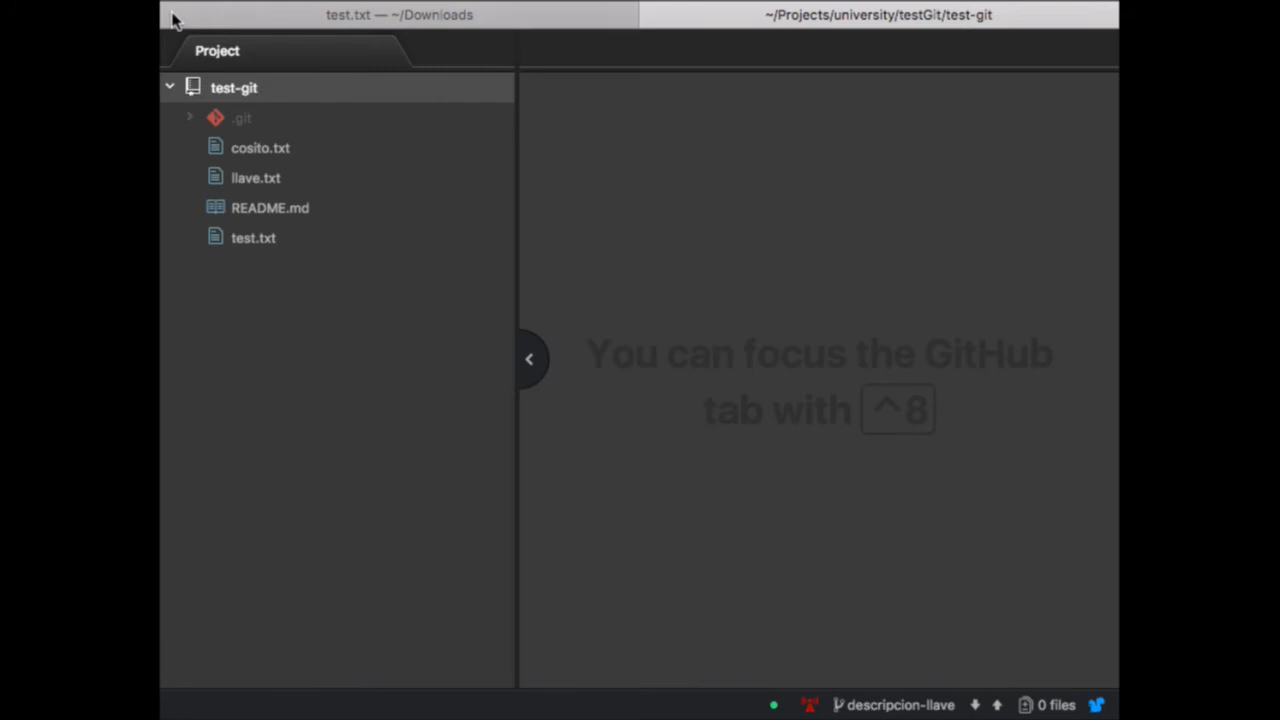 test.txt — ~/Downloads
~/Projects/university/testGit/test-git
Project
test-git
.git
cosito.txt
llave.txt
README.md
test.txt
You can focus the GitHub
tab with ^8
descripcion-llave
0 files